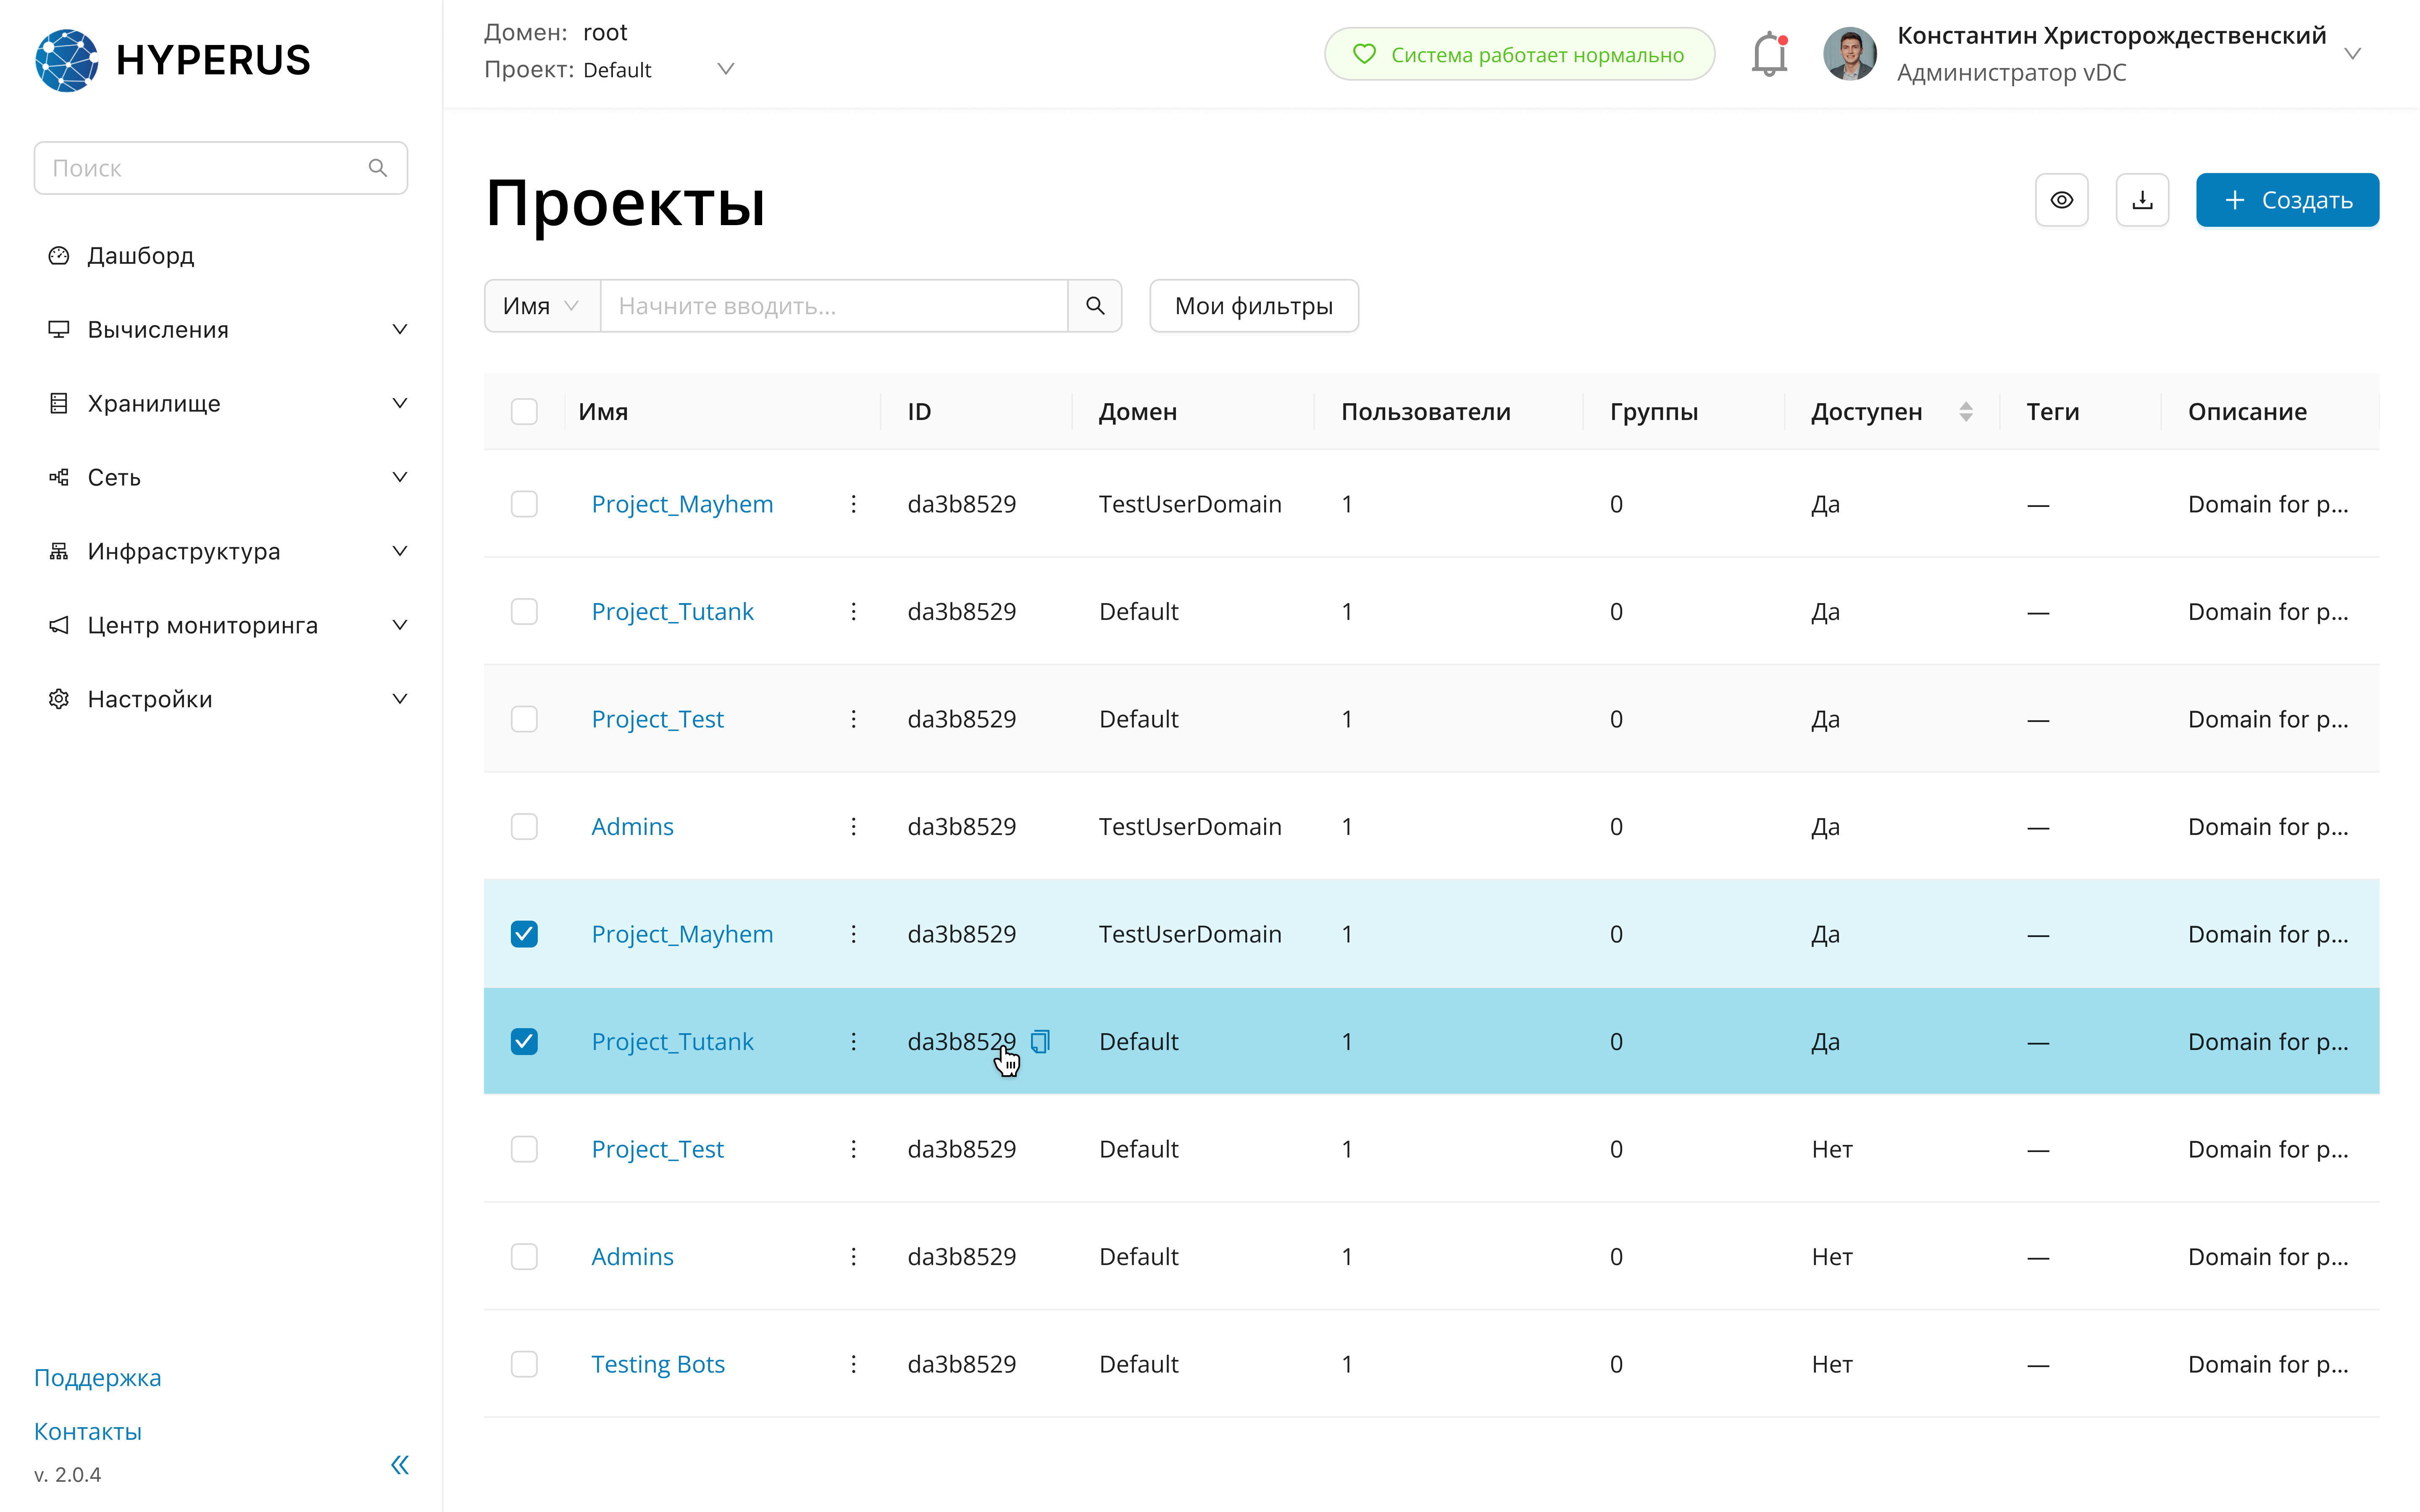 HYPERUS
Домен: root
Проект: Default
Система работает нормально
Константин Христорождественский
Администратор vDC
Поиск
Дашборд
Вычисления
Хранилище
Сеть
Инфраструктура
Центр мониторинга
Настройки
Поддержка
Контакты
v. 2.0.4
Проекты
Создать
Имя Начните вводить... Мои фильтры
Имя ID Домен Пользователи Группы Доступен Теги Описание
Project_Mayhem da3b8529 TestUserDomain 1 0 Да — Domain for p...
Project_Tutank da3b8529 Default 1 0 Да — Domain for p...
Project_Test da3b8529 Default 1 0 Да — Domain for p...
Admins da3b8529 TestUserDomain 1 0 Да — Domain for p...
Project_Mayhem da3b8529 TestUserDomain 1 0 Да — Domain for p...
Project_Tutank da3b8529 Default 1 0 Да — Domain for p...
Project_Test da3b8529 Default 1 0 Нет — Domain for p...
Admins da3b8529 Default 1 0 Нет — Domain for p...
Testing Bots da3b8529 Default 1 0 Нет — Domain for p...